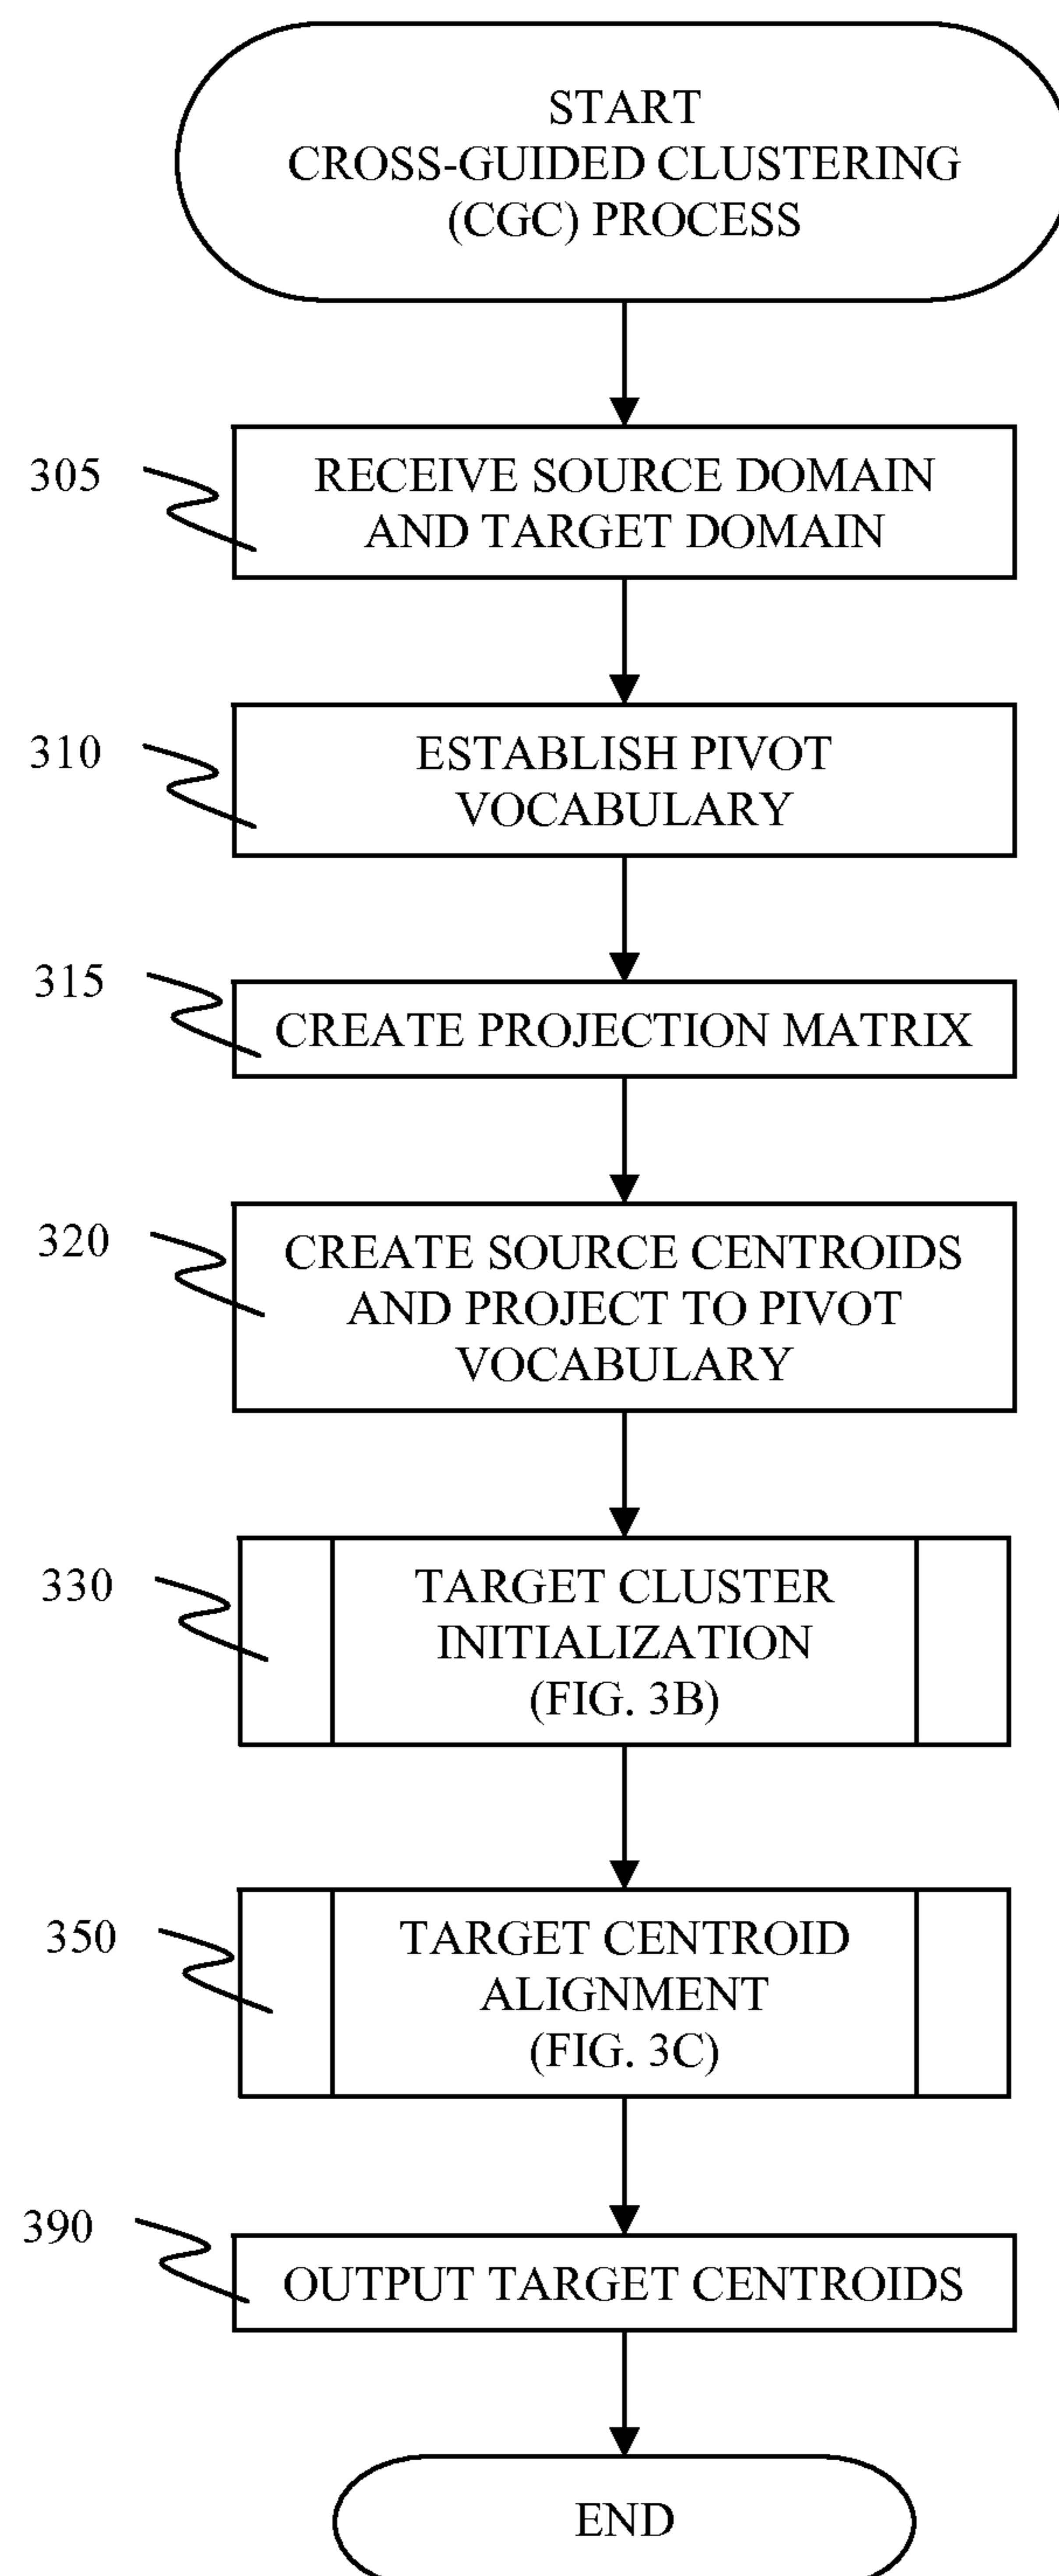 START
CROSS-GUIDED CLUSTERING
(CGC) PROCESS
305
RECEIVE SOURCE DOMAIN
AND TARGET DOMAIN
310
ESTABLISH PIVOT
VOCABULARY
315
CREATE PROJECTION MATRIX
320
CREATE SOURCE CENTROIDS
AND PROJECT TO PIVOT
VOCABULARY
330
TARGET CLUSTER
INITIALIZATION
(FIG. 3B)
350
TARGET CENTROID
ALIGNMENT
(FIG. 3C)
390
OUTPUT TARGET CENTROIDS
END